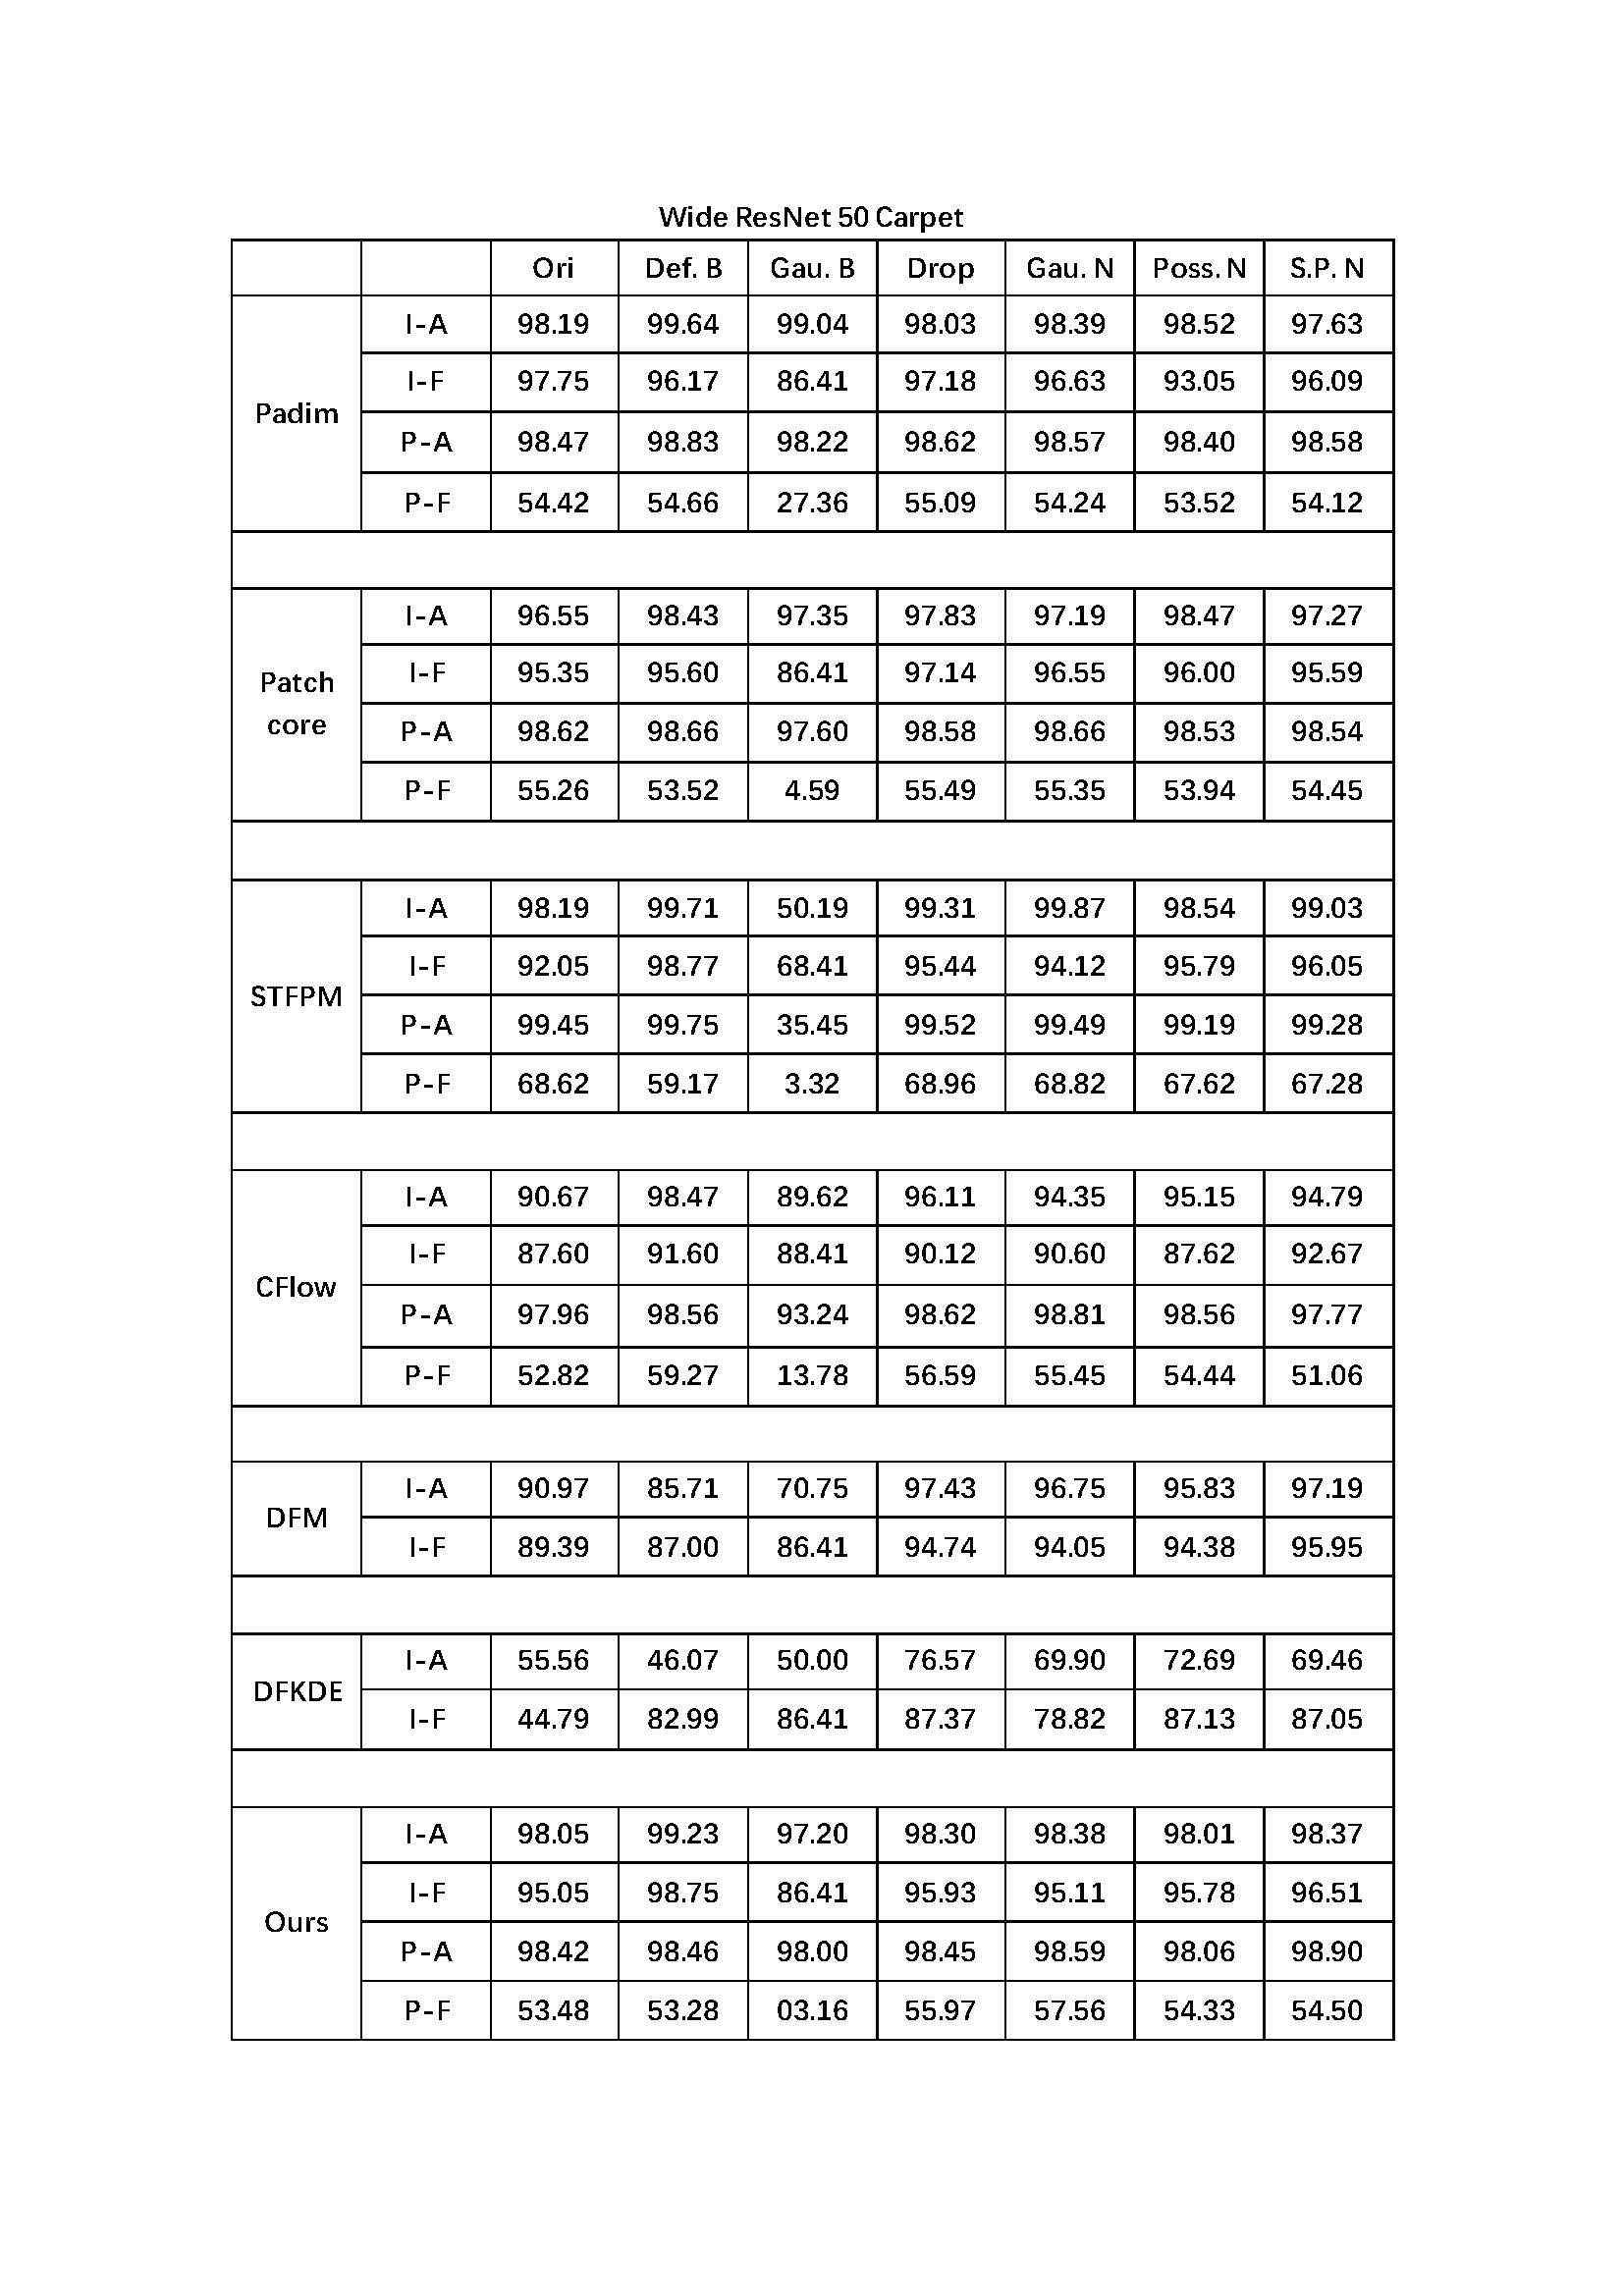 Wide ResNet 50 Carpet
Ori Def. B Gau. B Drop Gau. N Poss. N S.P. N
Padim
I-A 98.19 99.64 99.04 98.03 98.39 98.52 97.63
I-F 97.75 96.17 86.41 97.18 96.63 93.05 96.09
P-A 98.47 98.83 98.22 98.62 98.57 98.40 98.58
P-F 54.42 54.66 27.36 55.09 54.24 53.52 54.12
Patch
core
I-A 96.55 98.43 97.35 97.83 97.19 98.47 97.27
I-F 95.35 95.60 86.41 97.14 96.55 96.00 95.59
P-A 98.62 98.66 97.60 98.58 98.66 98.53 98.54
P-F 55.26 53.52 4.59 55.49 55.35 53.94 54.45
STFPM
I-A 98.19 99.71 50.19 99.31 99.87 98.54 99.03
I-F 92.05 98.77 68.41 95.44 94.12 95.79 96.05
P-A 99.45 99.75 35.45 99.52 99.49 99.19 99.28
P-F 68.62 59.17 3.32 68.96 68.82 67.62 67.28
CFlow
I-A 90.67 98.47 89.62 96.11 94.35 95.15 94.79
I-F 87.60 91.60 88.41 90.12 90.60 87.62 92.67
P-A 97.96 98.56 93.24 98.62 98.81 98.56 97.77
P-F 52.82 59.27 13.78 56.59 55.45 54.44 51.06
DFM
I-A 90.97 85.71 70.75 97.43 96.75 95.83 97.19
I-F 89.39 87.00 86.41 94.74 94.05 94.38 95.95
DFKDE
I-A 55.56 46.07 50.00 76.57 69.90 72.69 69.46
I-F 44.79 82.99 86.41 87.37 78.82 87.13 87.05
Ours
I-A 98.05 99.23 97.20 98.30 98.38 98.01 98.37
I-F 95.05 98.75 86.41 95.93 95.11 95.78 96.51
P-A 98.42 98.46 98.00 98.45 98.59 98.06 98.90
P-F 53.48 53.28 03.16 55.97 57.56 54.33 54.50